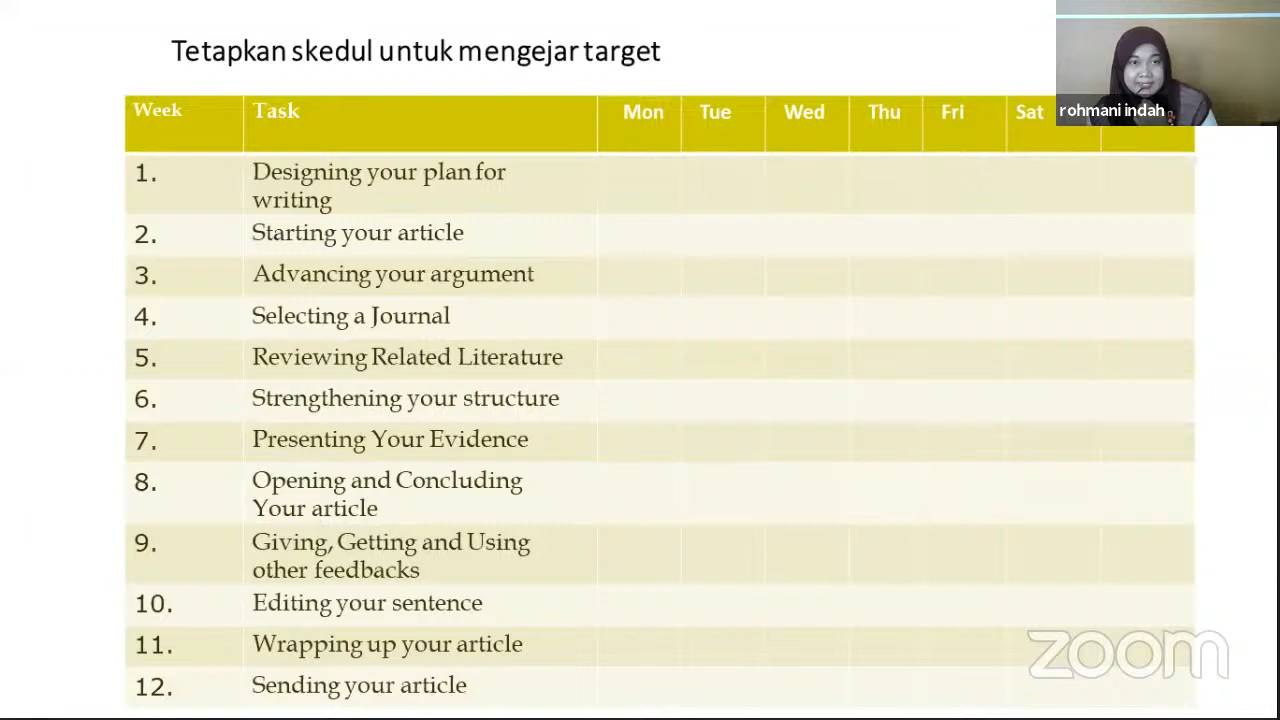 Tetapkan skedul untuk mengejar target
rohmani indah
Week Task Mon Tue Wed Thu Fri Sat
1. Designing your plan for
writing
2. Starting your article
3. Advancing your argument
4. Selecting a Journal
5. Reviewing Related Literature
6. Strengthening your structure
7. Presenting Your Evidence
8. Opening and Concluding
Your article
9. Giving, Getting and Using
other feedbacks
10. Editing your sentence
11. Wrapping up your article
12. Sending your article
zoom